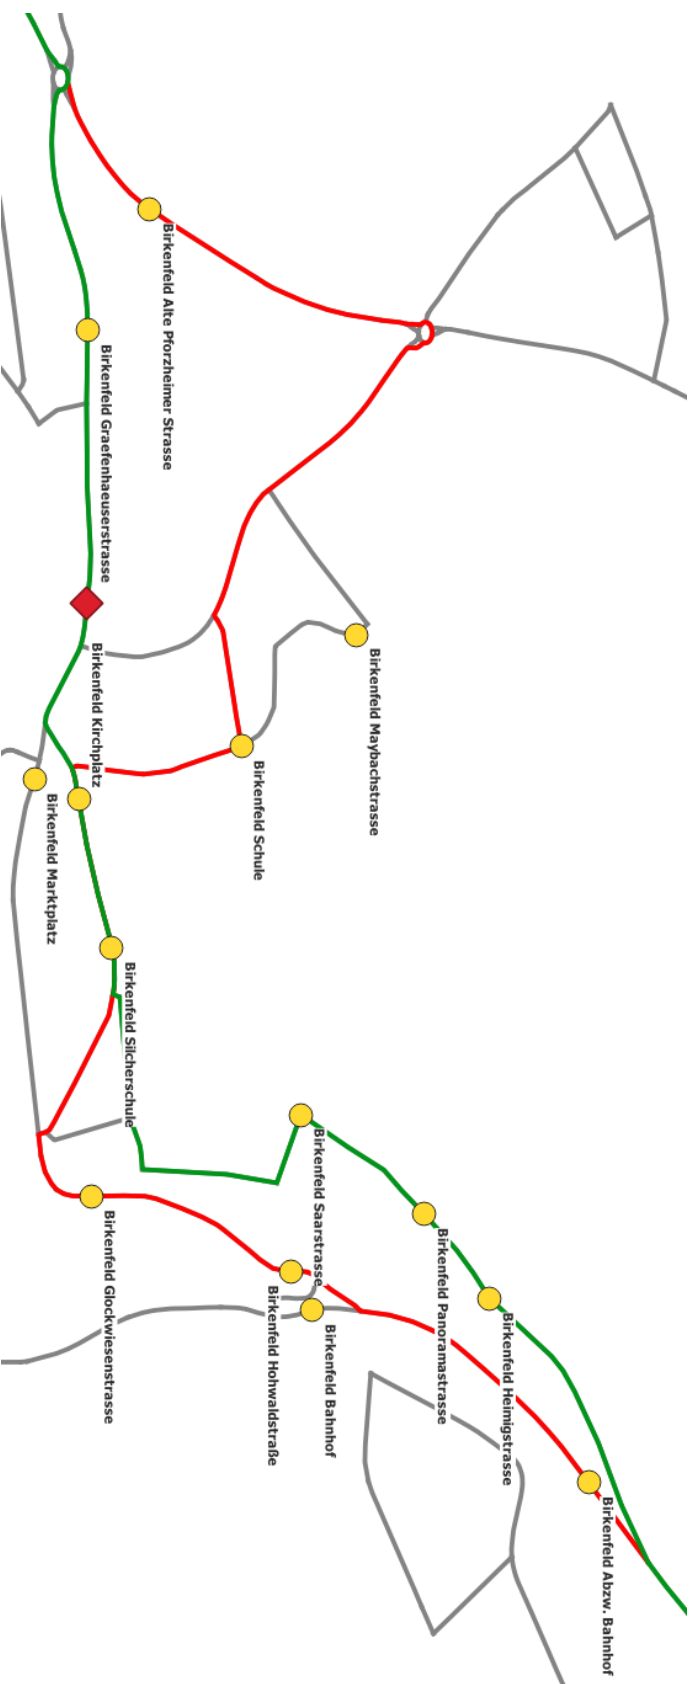 Birkenfeld Alte Pforzheimer Strasse
Birkenfeld Graefenhaeuserstrasse
Birkenfeld Kirchplatz
Birkenfeld Maybachstrasse
Birkenfeld Schule
Birkenfeld Marktplatz
Birkenfeld Silcherschule
Birkenfeld Saarstrasse
Birkenfeld Glockwiesenstrasse
Birkenfeld Panoramastrasse
Birkenfeld Hohwaldstraße
Birkenfeld Bahnhof
Birkenfeld Heimigstrasse
Birkenfeld Abzw. Bahnhof